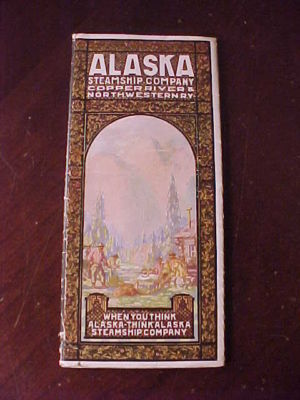 ALASKA
STEAMSHIP COMPANY
COPPER RIVER &
NORTHWESTERN RY
WHEN YOU THINK
ALASKA-THINK ALASKA
STEAMSHIP COMPANY